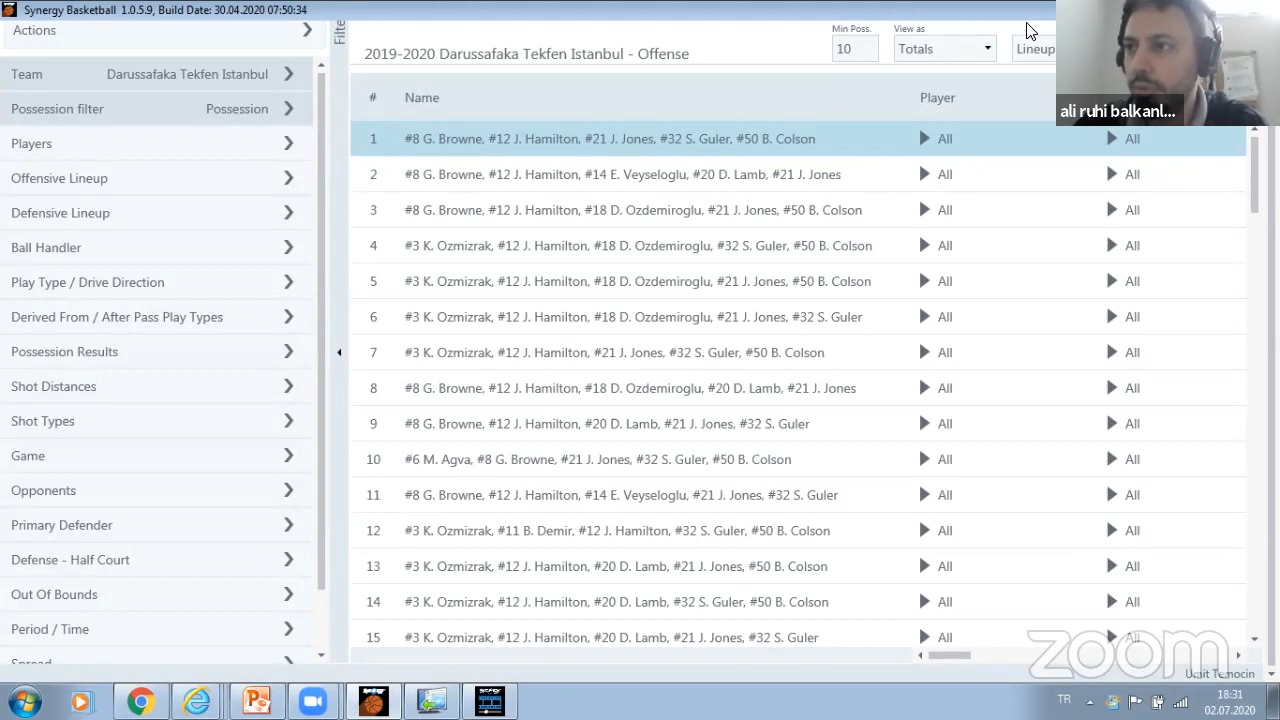 Synergy Basketball 1.0.5.9, Build Date: 30.04.2020 07:50:34
Actions
Team Darussafaka Tekfen Istanbul
Possession filter Possession
Players
Offensive Lineup
Defensive Lineup
Ball Handler
Play Type / Drive Direction
Derived From / After Pass Play Types
Possession Results
Shot Distances
Shot Types
Game
Opponents
Primary Defender
Defense - Half Court
Out Of Bounds
Period / Time
Spread
Filte
2019-2020 Darussafaka Tekfen Istanbul - Offense
Min Poss.
10
View as
Totals
Lineup
ali ruhi balkanl...
# Name Player
1 #8 G. Browne, #12 J. Hamilton, #21 J. Jones, #32 S. Guler, #50 B. Colson All All
2 #8 G. Browne, #12 J. Hamilton, #14 E. Veyseloglu, #20 D. Lamb, #21 J. Jones All All
3 #8 G. Browne, #12 J. Hamilton, #18 D. Ozdemiroglu, #21 J. Jones, #50 B. Colson All All
4 #3 K. Ozmizrak, #12 J. Hamilton, #18 D. Ozdemiroglu, #32 S. Guler, #50 B. Colson All All
5 #3 K. Ozmizrak, #12 J. Hamilton, #18 D. Ozdemiroglu, #21 J. Jones, #50 B. Colson All All
6 #3 K. Ozmizrak, #12 J. Hamilton, #18 D. Ozdemiroglu, #21 J. Jones, #32 S. Guler All All
7 #3 K. Ozmizrak, #12 J. Hamilton, #21 J. Jones, #32 S. Guler, #50 B. Colson All All
8 #8 G. Browne, #12 J. Hamilton, #18 D. Ozdemiroglu, #20 D. Lamb, #21 J. Jones All All
9 #8 G. Browne, #12 J. Hamilton, #20 D. Lamb, #21 J. Jones, #32 S. Guler All All
10 #6 M. Agva, #8 G. Browne, #21 J. Jones, #32 S. Guler, #50 B. Colson All All
11 #8 G. Browne, #12 J. Hamilton, #14 E. Veyseloglu, #21 J. Jones, #32 S. Guler All All
12 #3 K. Ozmizrak, #11 B. Demir, #12 J. Hamilton, #32 S. Guler, #50 B. Colson All All
13 #3 K. Ozmizrak, #12 J. Hamilton, #20 D. Lamb, #21 J. Jones, #50 B. Colson All All
14 #3 K. Ozmizrak, #12 J. Hamilton, #20 D. Lamb, #32 S. Guler, #50 B. Colson All All
15 #3 K. Ozmizrak, #12 J. Hamilton, #20 D. Lamb, #21 J. Jones, #32 S. Guler All All
zoom
Umit Temocin
TR
18:31
02.07.2020